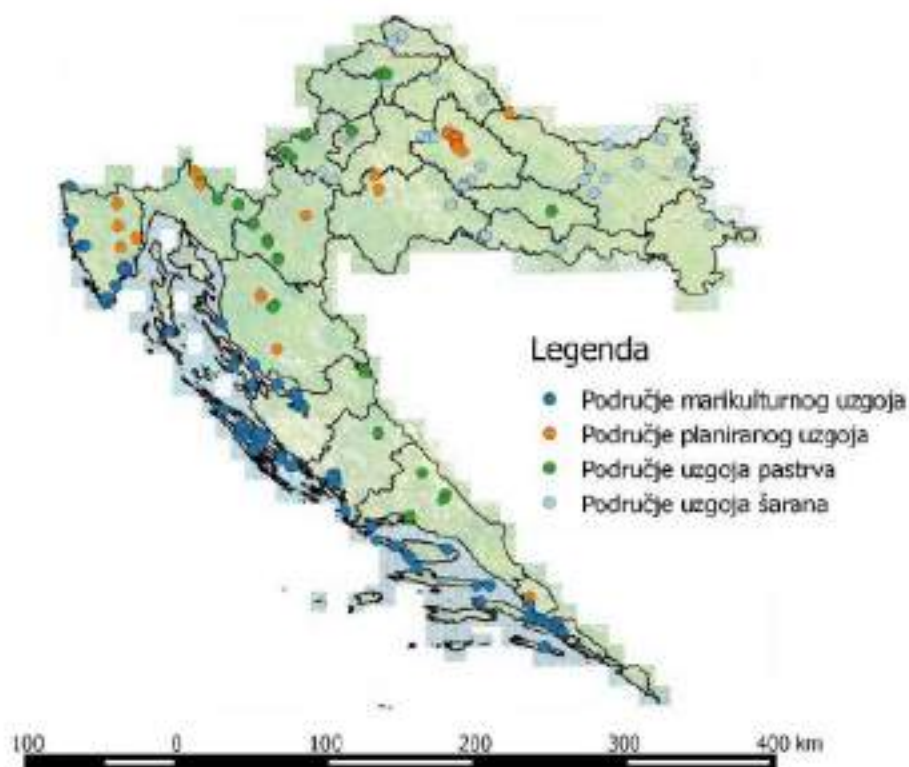 Legenda
Područje marikulturnog uzgoja
Područje planiranog uzgoja
Područje uzgoja pastrva
Područje uzgoja šarana
100 0 100 200 300 400 km